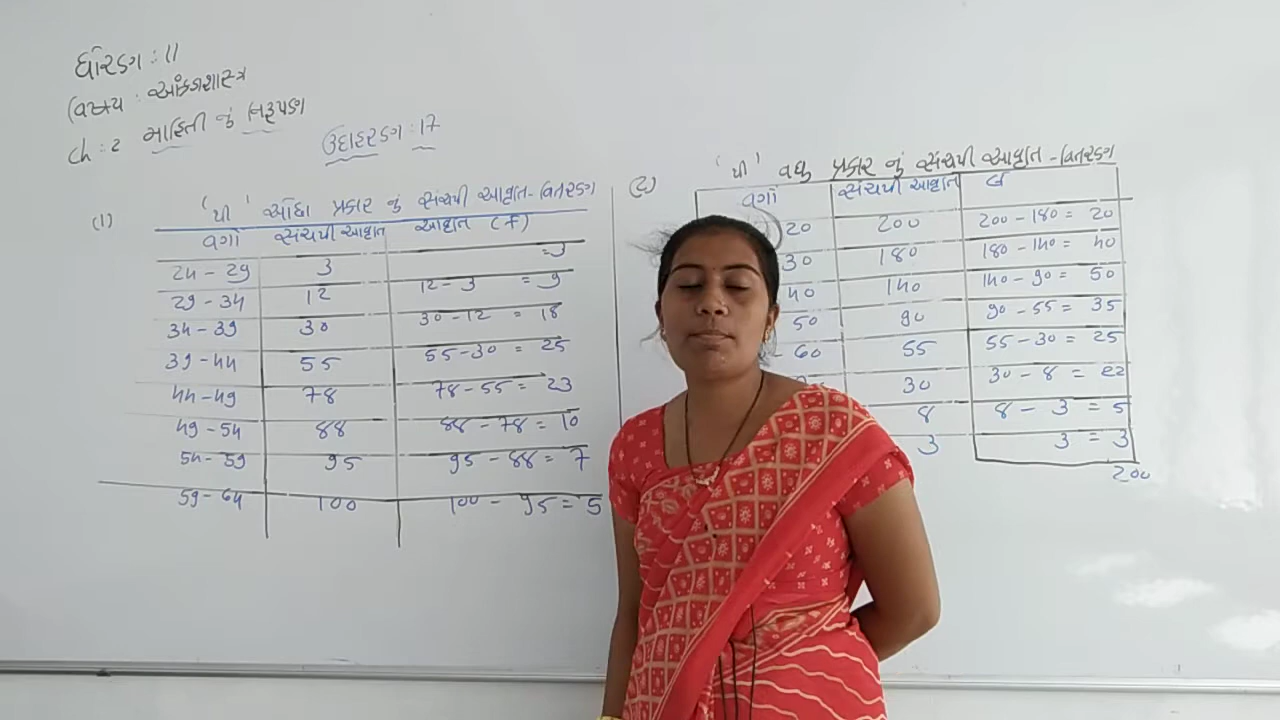 ધોરણ : 11
વિષય : આંકડાશાસ્ત્ર
Ch : 2 માહિતી નું નિરૂપણ
ઉદાહરણ : 17
(1) 'થી' ઓછા પ્રકાર નું સંચયી આવૃત્તિ-વિતરણ
વર્ગો સંચયી આવૃત્તિ આવૃત્તિ (f)
24 - 29 3 = 3
29 - 34 12 12 - 3 = 9
34 - 39 30 30 - 12 = 18
39 - 44 55 55 - 30 = 25
44 - 49 78 78 - 55 = 23
49 - 54 88 88 - 78 = 10
54 - 59 95 95 - 88 = 7
59 - 64 100 100 - 95 = 5
(2) 'થી' વધુ પ્રકાર નું સંચયી આવૃત્તિ-વિતરણ
વર્ગો સંચયી આવૃત્તિ
20 200 200 - 180 = 20
30 180 180 - 140 = 40
40 140 140 - 90 = 50
50 90 90 - 55 = 35
- 60 55 55 - 30 = 25
30 30 - 8 = 22
8 8 - 3 = 5
3 3 = 3
200